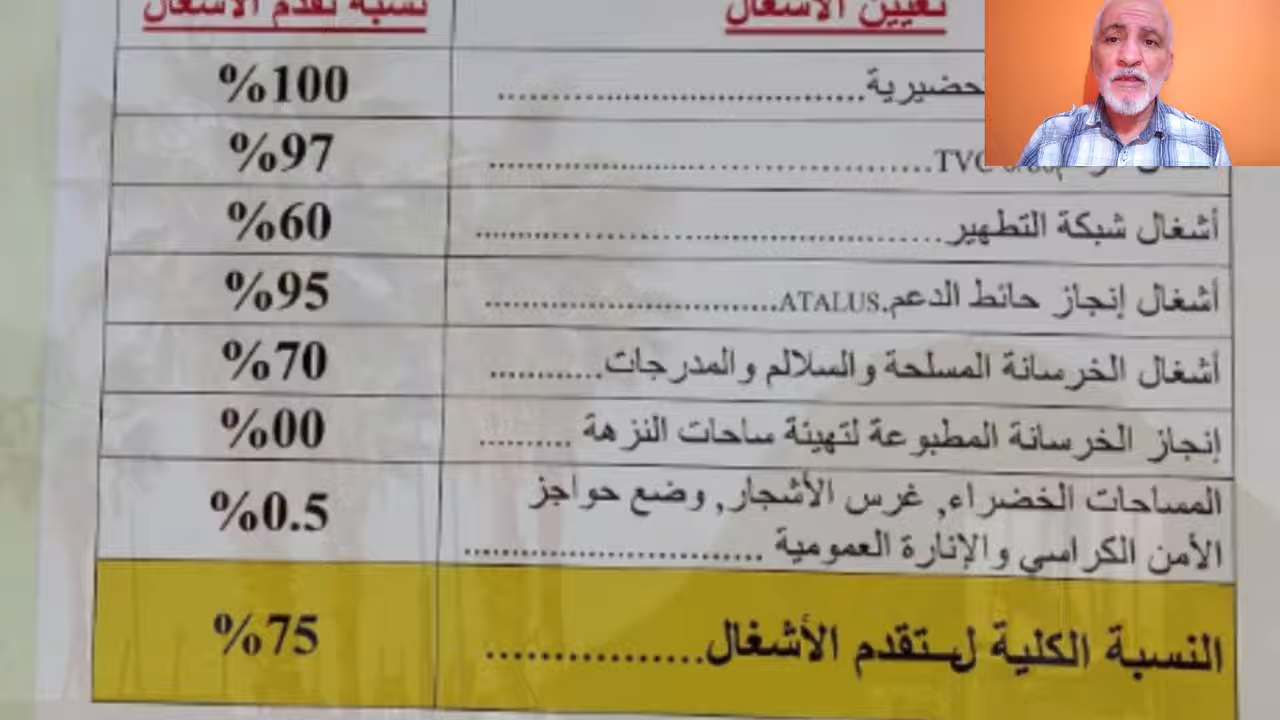 تعيين الأشغال نسبة تقدم الأشغال
حضيرية.......................................... %100
TVO .......................................... %97
أشغال شبكة التطهير.......................................... %60
أشغال إنجاز حائط الدعم.ATALUS.............................. %95
أشغال الخرسانة المسلحة والسلالم والمدرجات............ %70
إنجاز الخرسانة المطبوعة لتهيئة ساحات النزهة ......... %00
المساحات الخضراء, غرس الأشجار, وضع حواجز
الأمن الكراسي والإنارة العمومية .............................. %0.5
النسبة الكلية لتقدم الأشغال................ %75